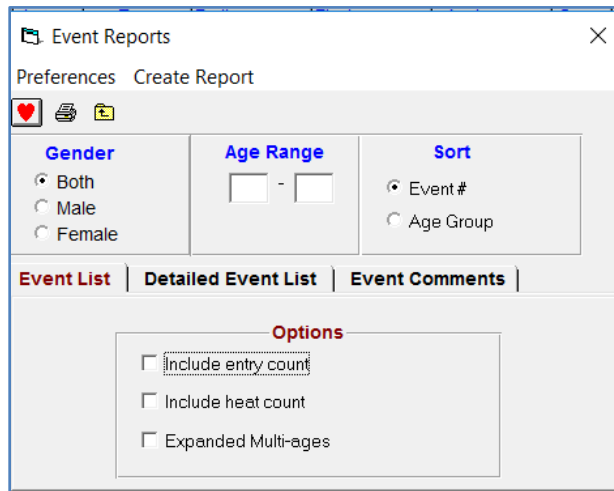 Event Reports
Preferences Create Report
Gender
Both
Male
Female
Age Range
-
Sort
Event #
Age Group
Event List | Detailed Event List | Event Comments |
Options
Include entry count
Include heat count
Expanded Multi-ages